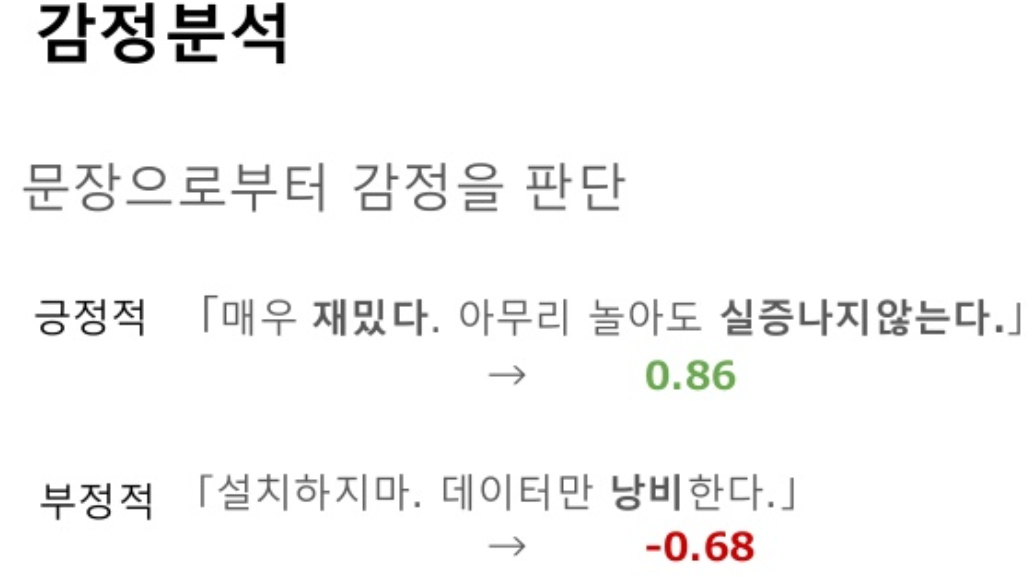 감정분석
문장으로부터 감정을 판단
긍정적 「매우 재밌다. 아무리 놀아도 실증나지않는다.」
→ 0.86
부정적 「설치하지마. 데이터만 낭비한다.」
→ -0.68